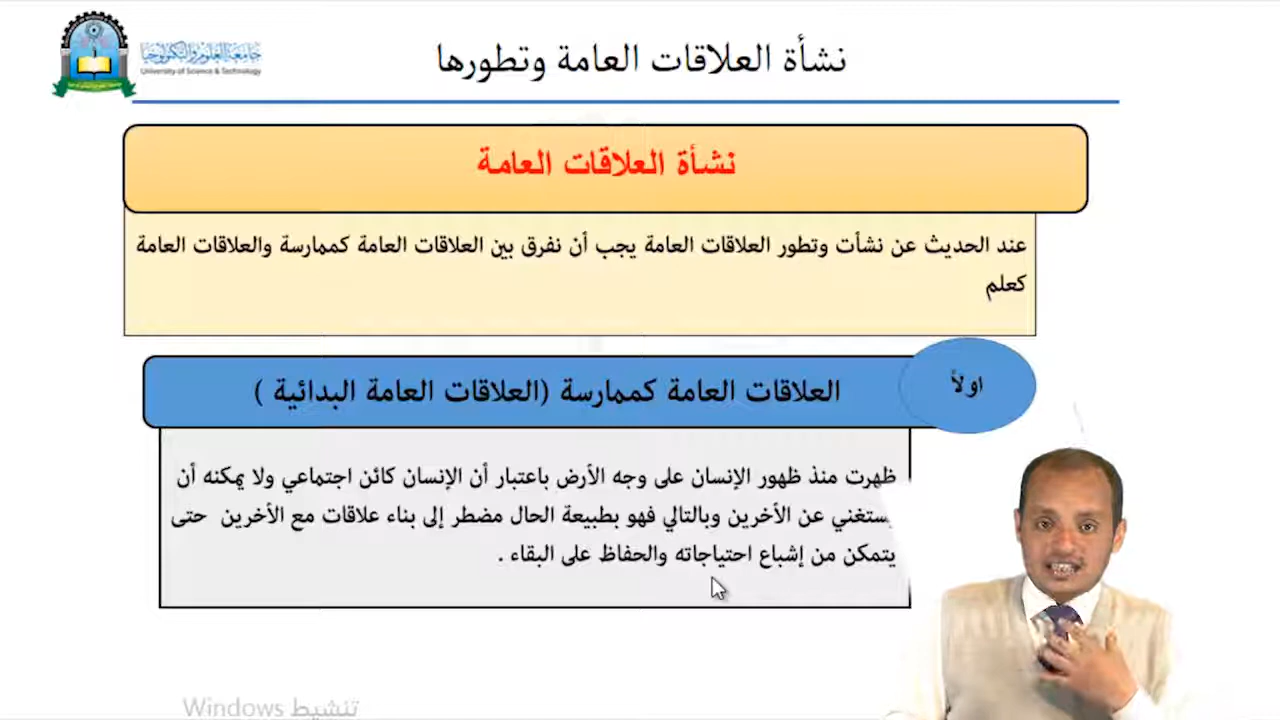 جامعة العلوم والتكنولوجيا
University of Science & Technology
نشأة العلاقات العامة وتطورها
نشأة العلاقات العامة
عند الحديث عن نشأت وتطور العلاقات العامة يجب أن نفرق بين العلاقات العامة كممارسة والعلاقات العامة
كعلم
اولاً
العلاقات العامة كممارسة (العلاقات العامة البدائية )
ظهرت منذ ظهور الإنسان على وجه الأرض باعتبار أن الإنسان كائن اجتماعي ولا يمكنه أن
يستغني عن الأخرين وبالتالي فهو بطبيعة الحال مضطر إلى بناء علاقات مع الأخرين حتى
يتمكن من إشباع احتياجاته والحفاظ على البقاء .
تنشيط Windows